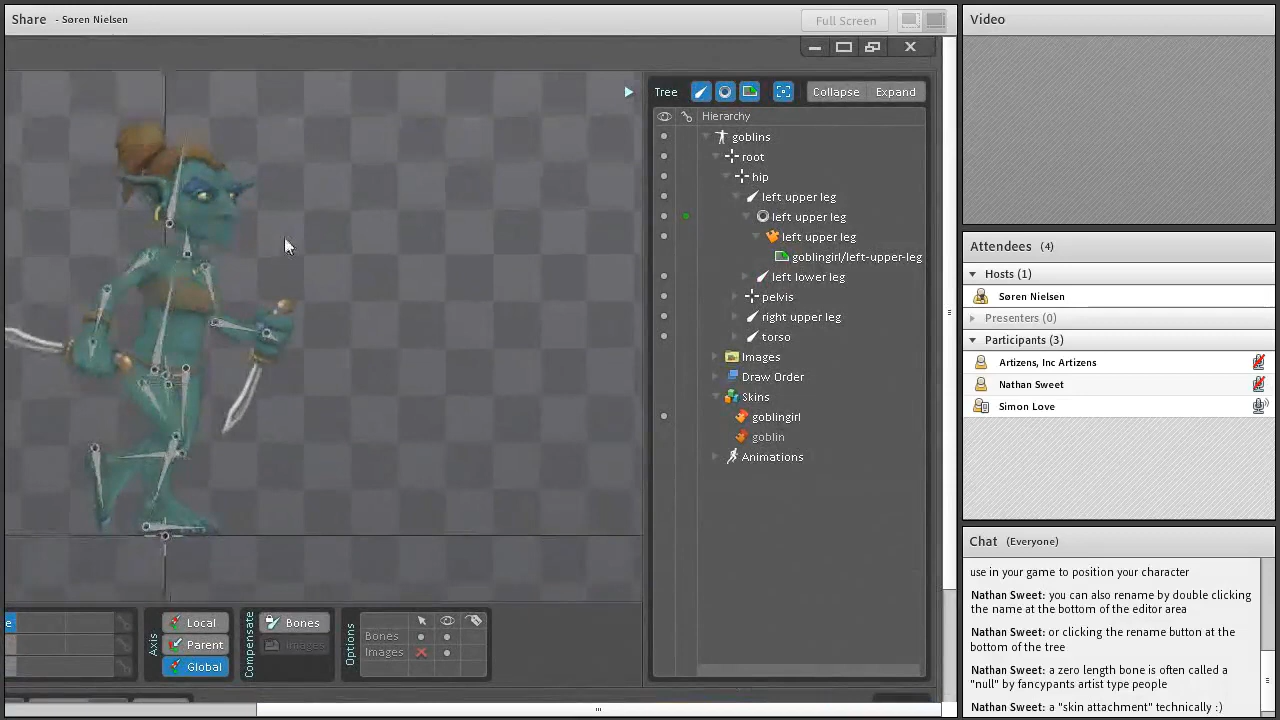 Share - Søren Nielsen
Full Screen
Video
Tree
Collapse
Expand
Hierarchy
goblins
root
hip
left upper leg
left upper leg
left upper leg
goblingirl/left-upper-leg
left lower leg
pelvis
right upper leg
torso
Images
Draw Order
Skins
goblingirl
goblin
Animations
Axis
Local
Parent
Global
Compensate
Bones
Images
Options
Bones
Images
Attendees (4)
Hosts (1)
Søren Nielsen
Presenters (0)
Participants (3)
Artizens, Inc Artizens
Nathan Sweet
Simon Love
Chat (Everyone)
use in your game to position your character
Nathan Sweet: you can also rename by double clicking
the name at the bottom of the editor area
Nathan Sweet: or clicking the rename button at the
bottom of the tree
Nathan Sweet: a zero length bone is often called a
"null" by fancypants artist type people
Nathan Sweet: a "skin attachment" technically :)